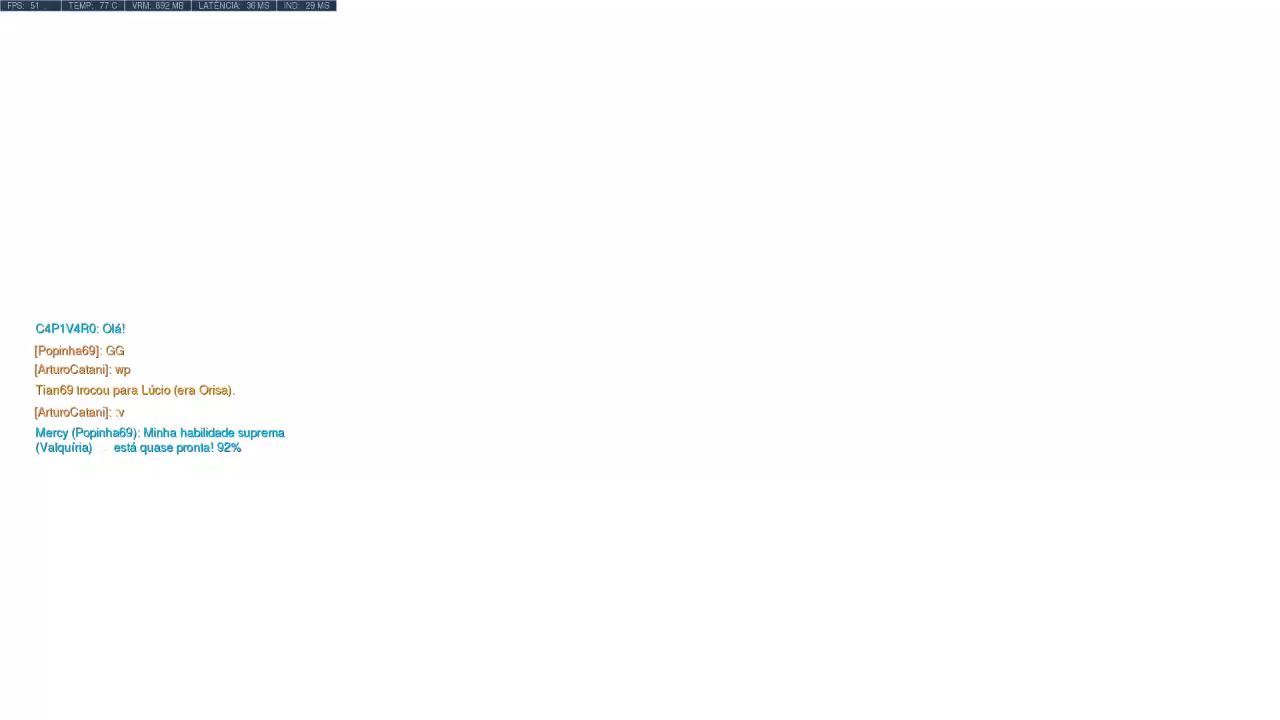 FPS: 51 TEMP: 77 C VRM: 692 MB LATÊNCIA: 36 MS IND: 29 MS
C4P1V4R0: Olá!
[Popinha69]: GG
[ArturoCatani]: wp
Tian69 trocou para Lúcio (era Orisa).
[ArturoCatani]: :v
Mercy (Popinha69): Minha habilidade suprema
(Valquíria) está quase pronta! 92%